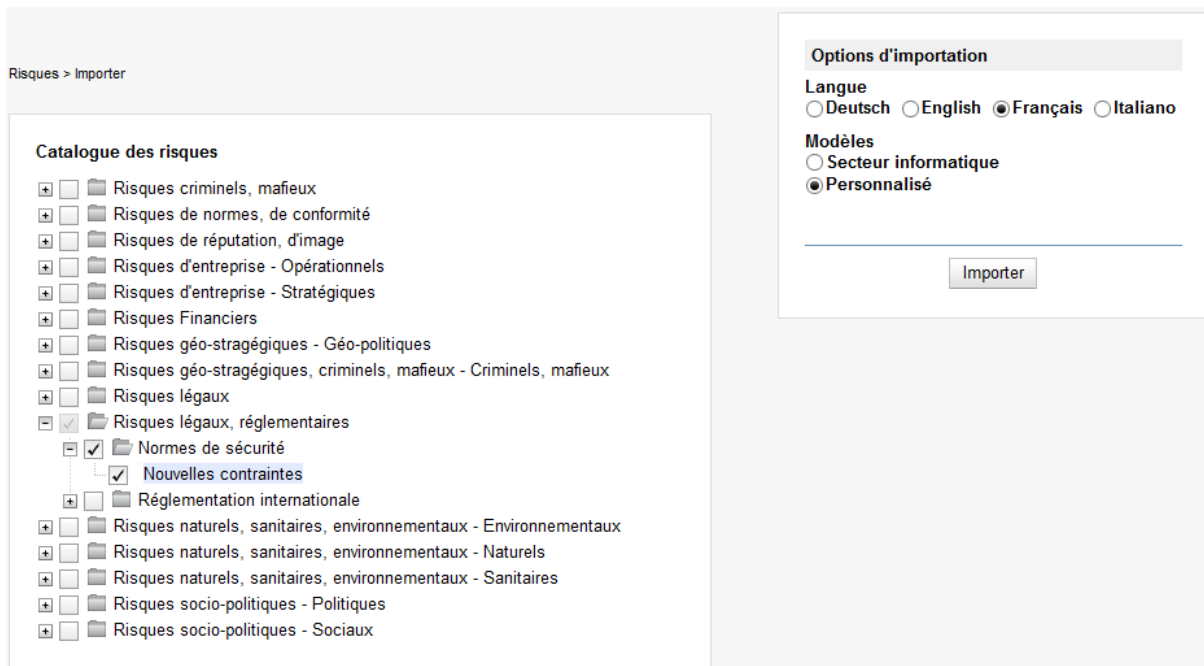 Risques > Importer
Catalogue des risques
Risques criminels, mafieux
Risques de normes, de conformité
Risques de réputation, d'image
Risques d'entreprise - Opérationnels
Risques d'entreprise - Stratégiques
Risques Financiers
Risques géo-stragégiques - Géo-politiques
Risques géo-stragégiques, criminels, mafieux - Criminels, mafieux
Risques légaux
Risques légaux, réglementaires
Normes de sécurité
Nouvelles contraintes
Réglementation internationale
Risques naturels, sanitaires, environnementaux - Environnementaux
Risques naturels, sanitaires, environnementaux - Naturels
Risques naturels, sanitaires, environnementaux - Sanitaires
Risques socio-politiques - Politiques
Risques socio-politiques - Sociaux
Options d'importation
Langue
Deutsch English Français Italiano
Modèles
Secteur informatique
Personnalisé
Importer